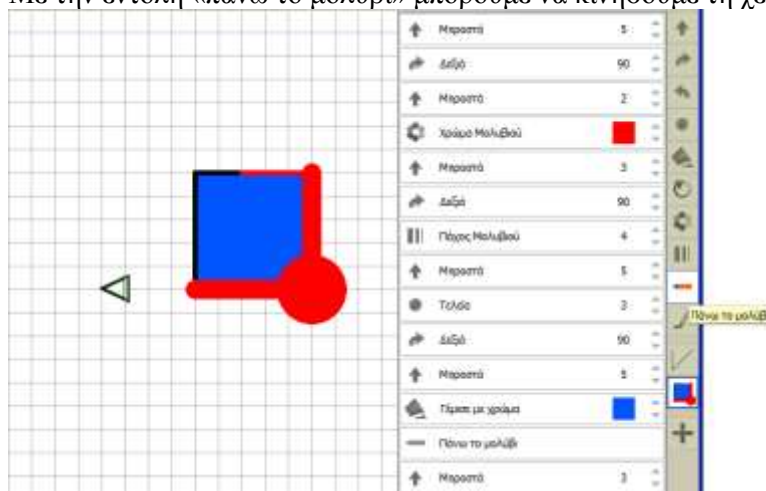 Με την εντολή «πάνω το μολύβι» μπορούμε να κινήσουμε τη χε
Μπροστά 5
Δεξιά 90
Μπροστά 2
Χρώμα Μολυβιού
Μπροστά 3
Δεξιά 90
Πάχος Μολυβιού 4
Μπροστά 5
Τελεία 3
Δεξιά 90
Μπροστά 5
Γέμισε με χρώμα
Πάνω το μολύβι
Μπροστά 3
Πάνω το μολύβ